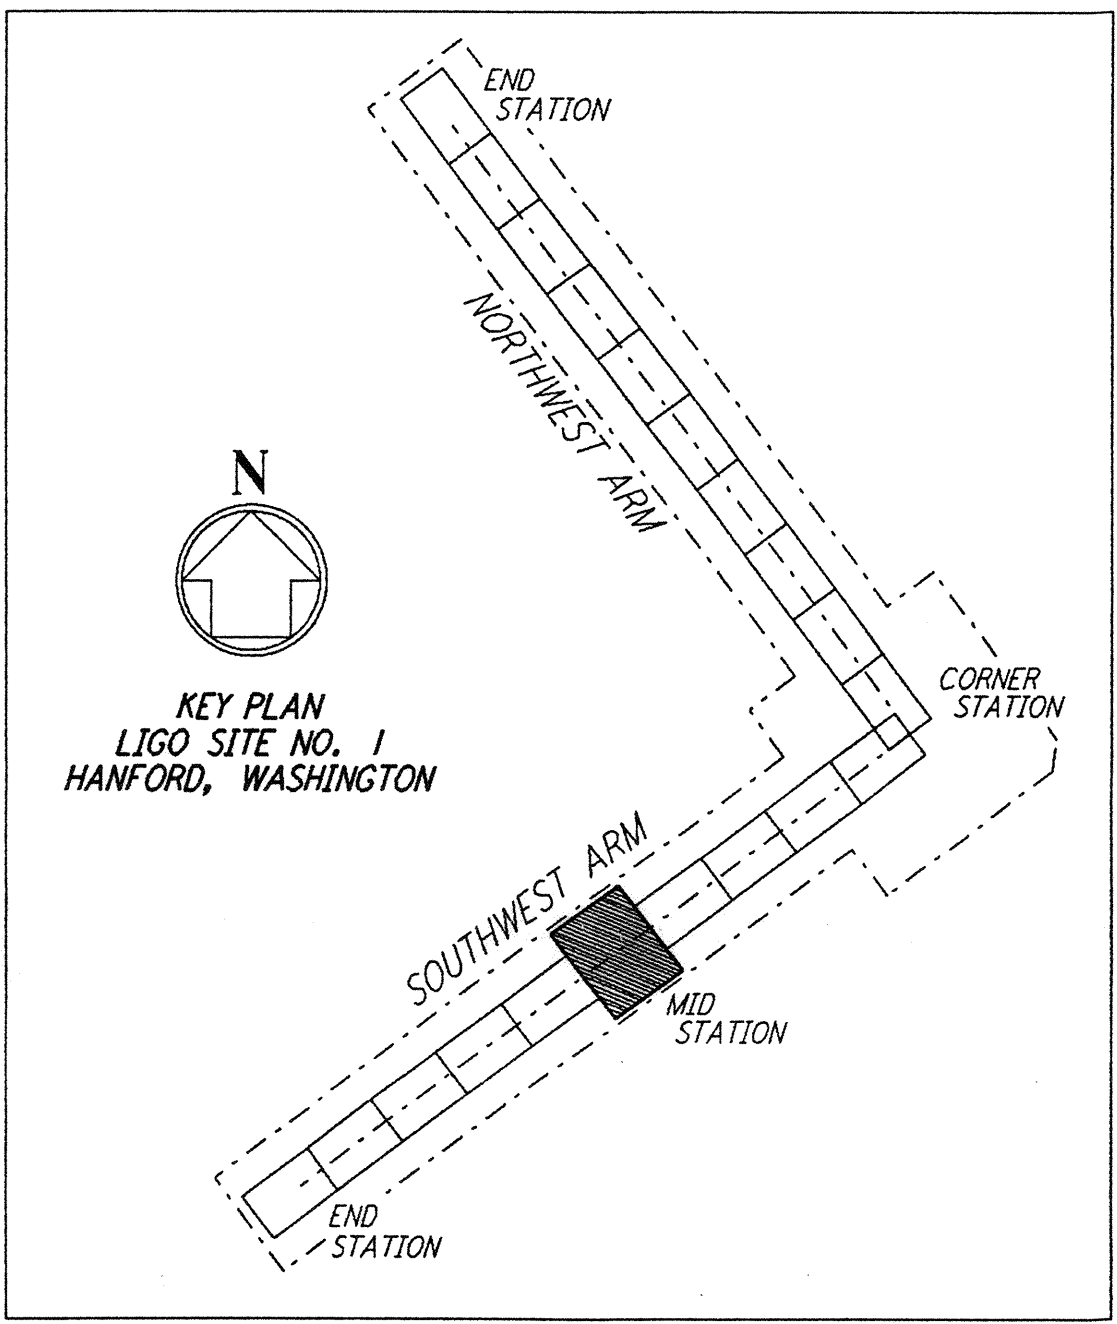 END
STATION
NORTHWEST ARM
N
KEY PLAN
LIGO SITE NO. 1
HANFORD, WASHINGTON
CORNER
STATION
SOUTHWEST ARM
MID
STATION
END
STATION